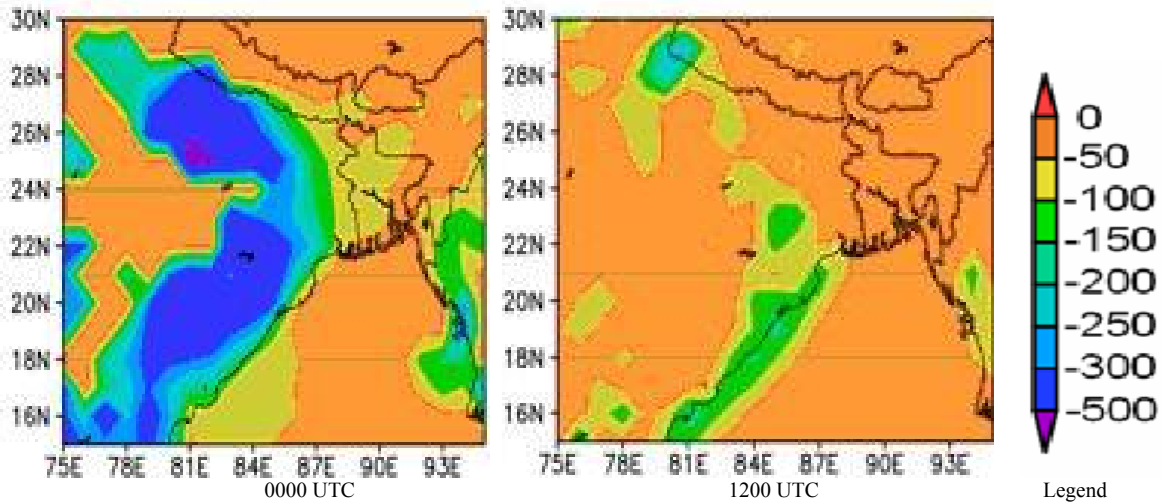 30N
28N
26N
24N
22N
20N
18N
16N
75E 78E 81E 84E 87E 90E 93E
0000 UTC
30N
28N
26N
24N
22N
20N
18N
16N
75E 78E 81E 84E 87E 90E 93E
1200 UTC
0
-50
-100
-150
-200
-250
-300
-500
Legend